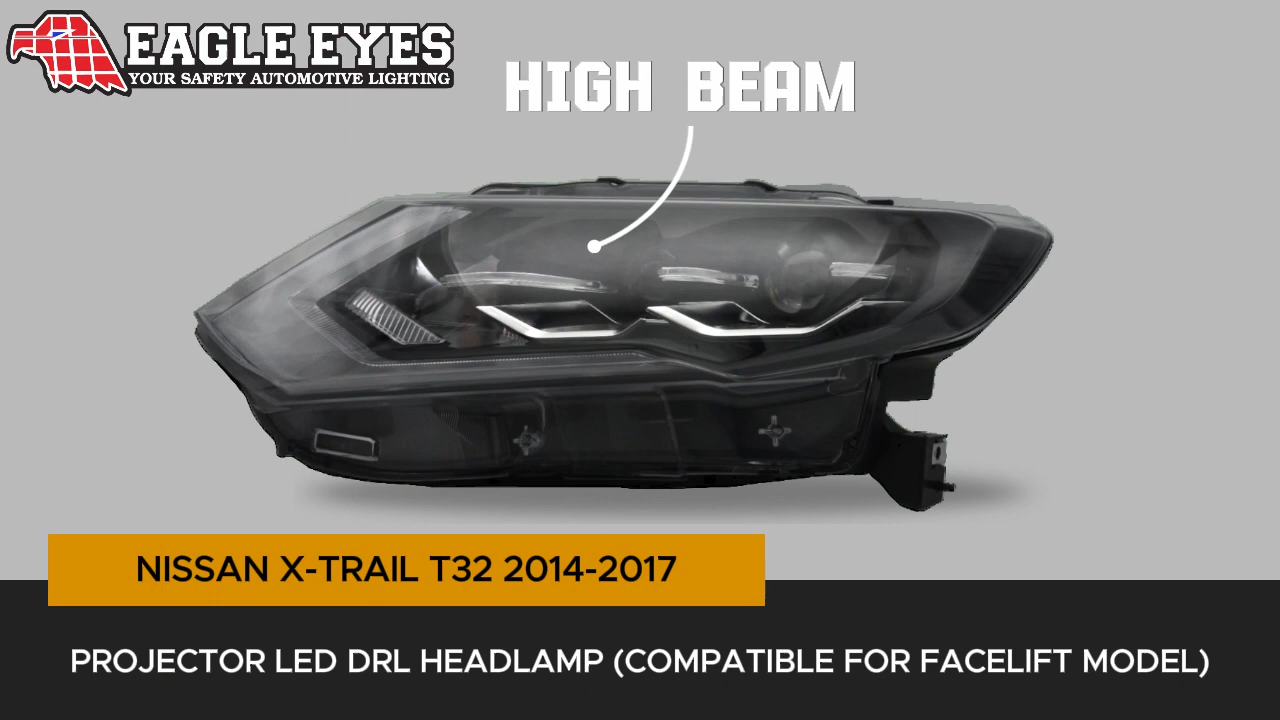 EAGLE EYES
YOUR SAFETY AUTOMOTIVE LIGHTING
HIGH BEAM
NISSAN X-TRAIL T32 2014-2017
PROJECTOR LED DRL HEADLAMP (COMPATIBLE FOR FACELIFT MODEL)